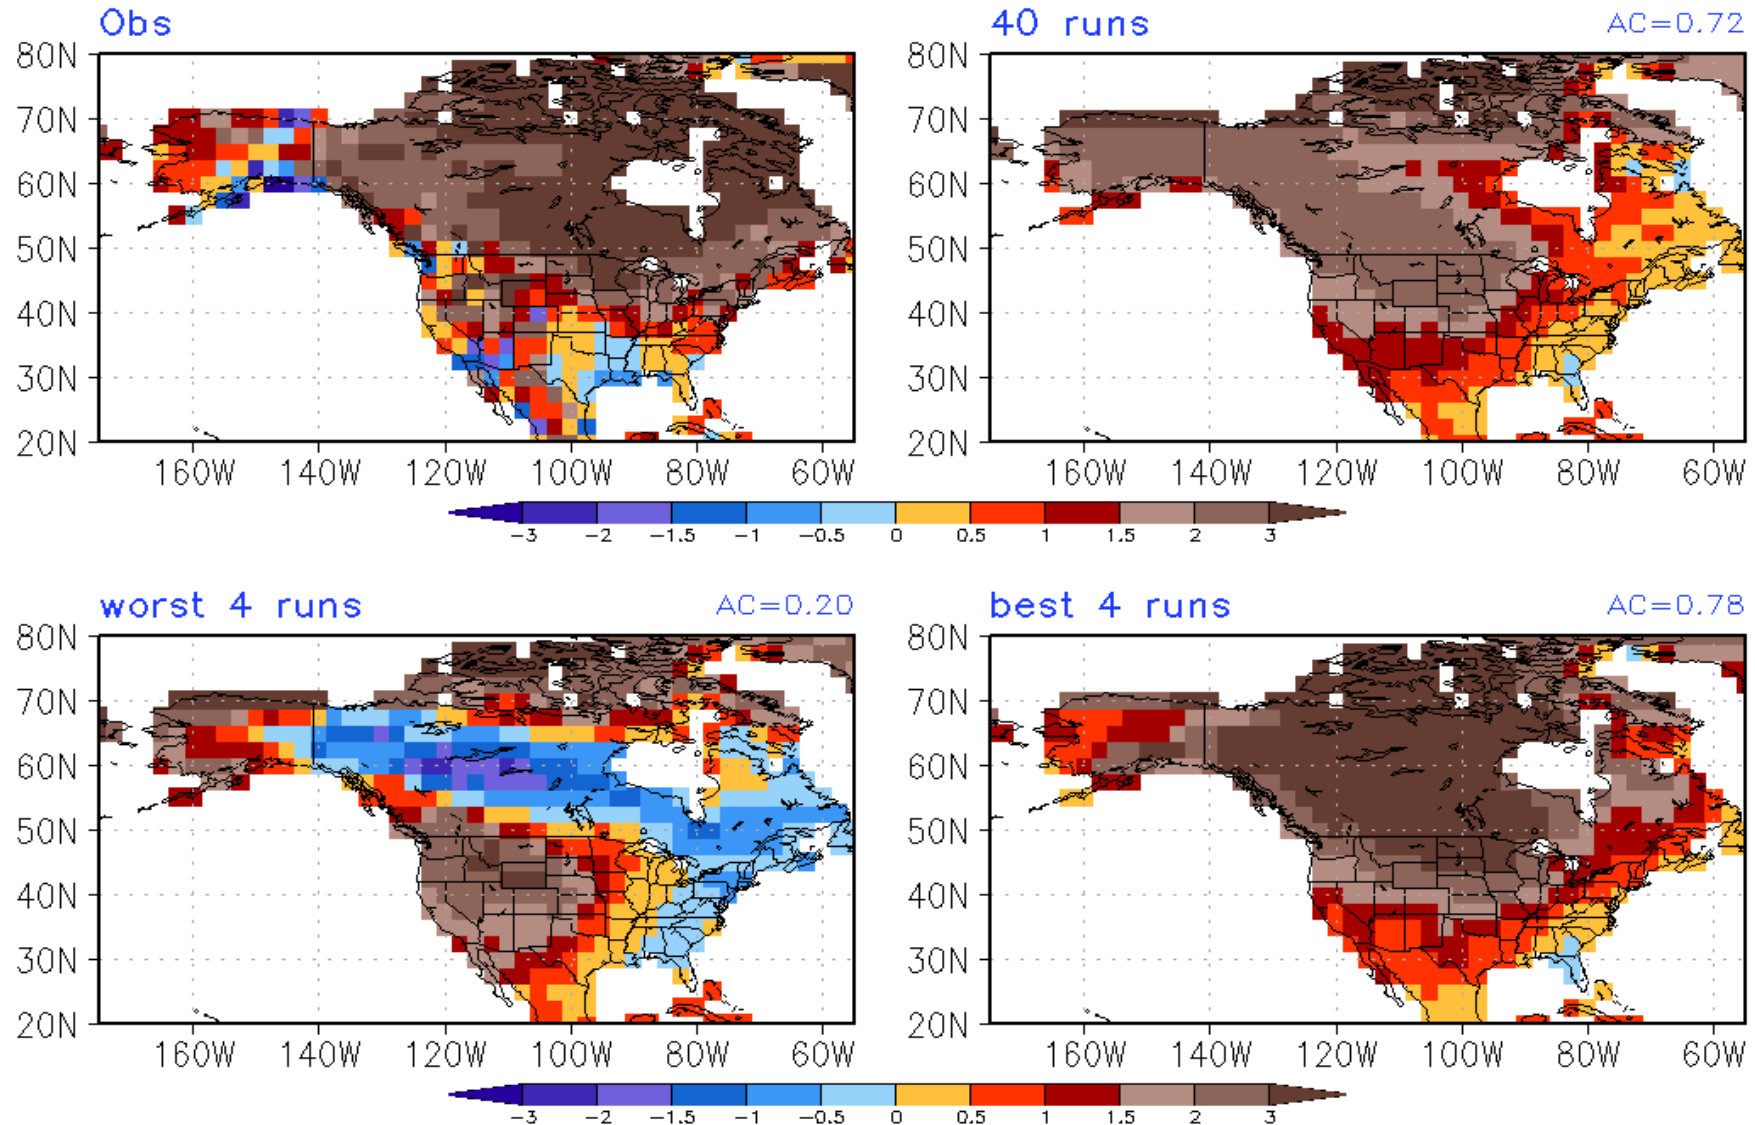 Obs
40 runs AC=0.72
80N 80N
70N 70N
60N 60N
50N 50N
40N 40N
30N 30N
20N 20N
160W 140W 120W 100W 80W 60W 160W 140W 120W 100W 80W 60W
-3 -2 -1.5 -1 -0.5 0 0.5 1 1.5 2 3
worst 4 runs AC=0.20
best 4 runs AC=0.78
80N 80N
70N 70N
60N 60N
50N 50N
40N 40N
30N 30N
20N 20N
160W 140W 120W 100W 80W 60W 160W 140W 120W 100W 80W 60W
-3 -2 -1.5 -1 -0.5 0 0.5 1 1.5 2 3